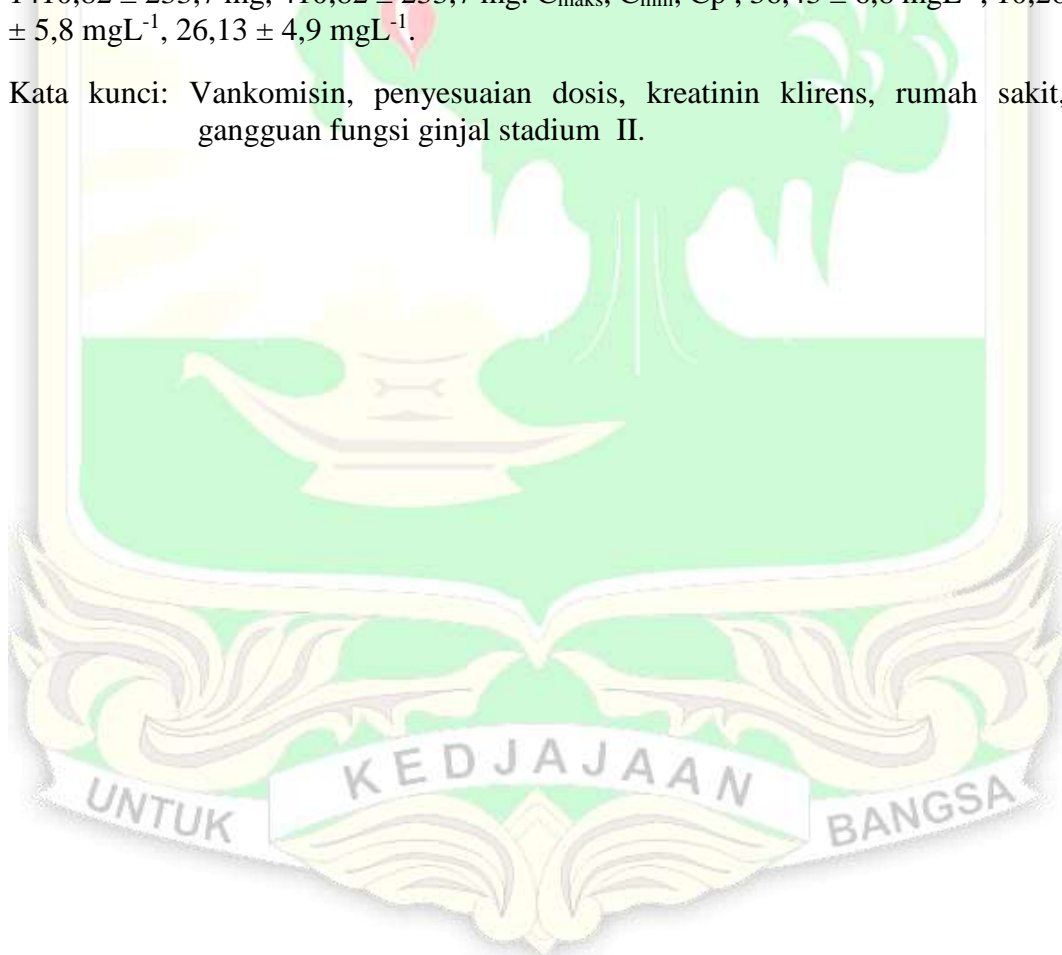 ± 5,8 mgL-1, 26,13 ± 4,9 mgL-1.
Kata kunci: Vankomisin, penyesuaian dosis, kreatinin klirens, rumah sakit,
gangguan fungsi ginjal stadium II.
UNTUK KEDJAJAAN BANGSA